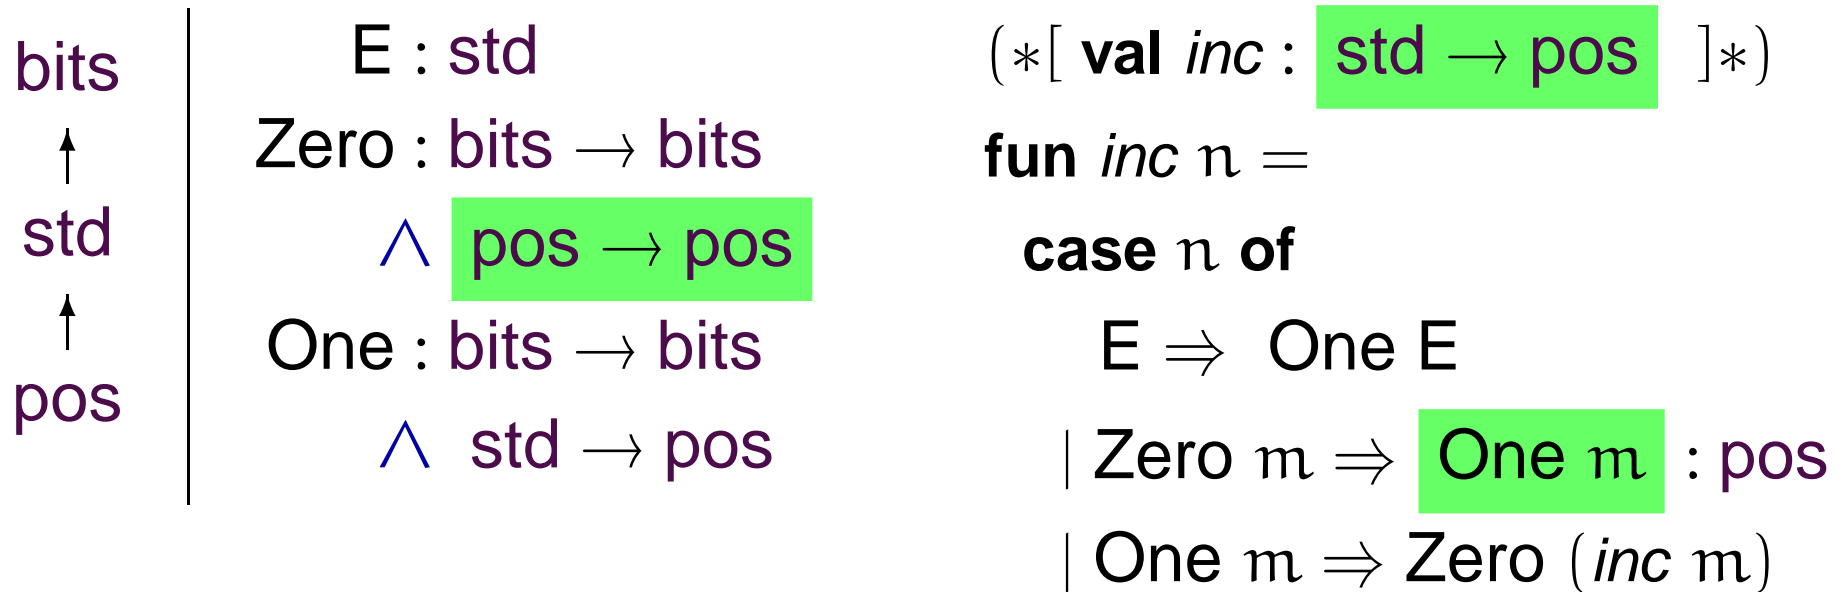 bits
↑
std
↑
pos
E : std
Zero : bits → bits
∧ pos → pos
One : bits → bits
∧ std → pos
(∗[ val inc : std → pos ]∗)
fun inc n =
case n of
E ⇒ One E
| Zero m ⇒ One m : pos
| One m ⇒ Zero (inc m)